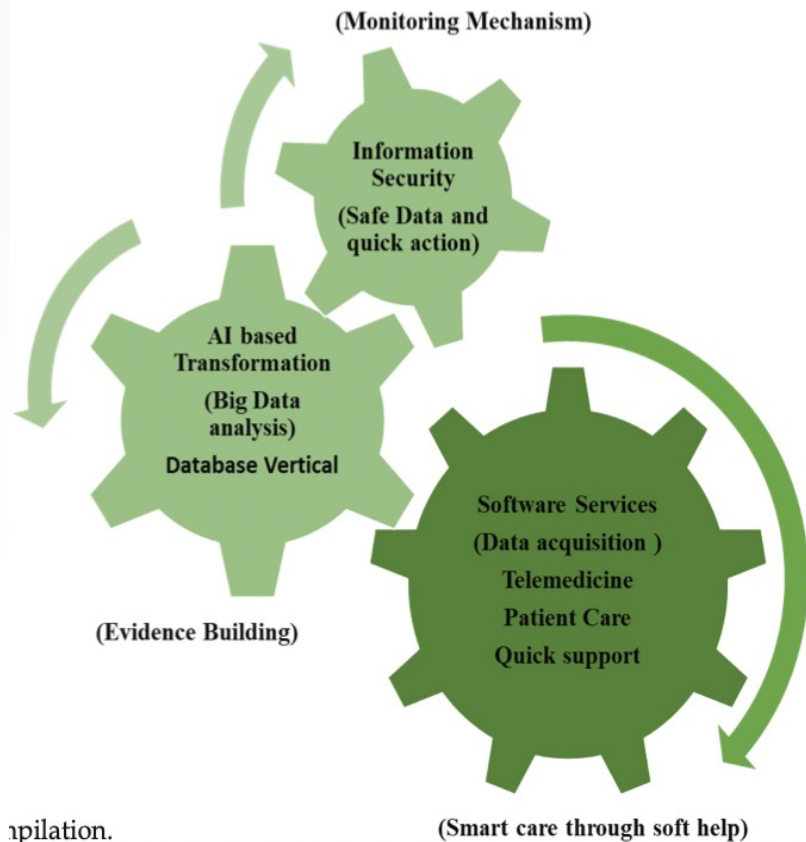 (Monitoring Mechanism)
Information
Security
(Safe Data and
quick action)
AI based
Transformation
(Big Data
analysis)
Database Vertical
(Evidence Building)
Software Services
(Data acquisition )
Telemedicine
Patient Care
Quick support
(Smart care through soft help)